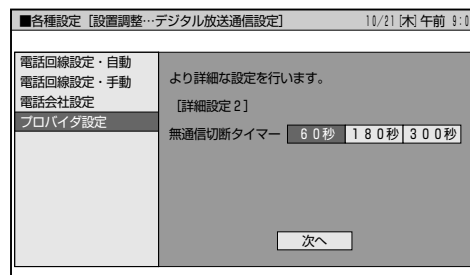 ■各種設定［設置調整…デジタル放送通信設定］ 10/21[木]午前 9:0
電話回線設定・自動
電話回線設定・手動
電話会社設定
プロバイダ設定
より詳細な設定を行います。
［詳細設定２］
無通信切断タイマー ６０秒 １８０秒 ３００秒
次へ